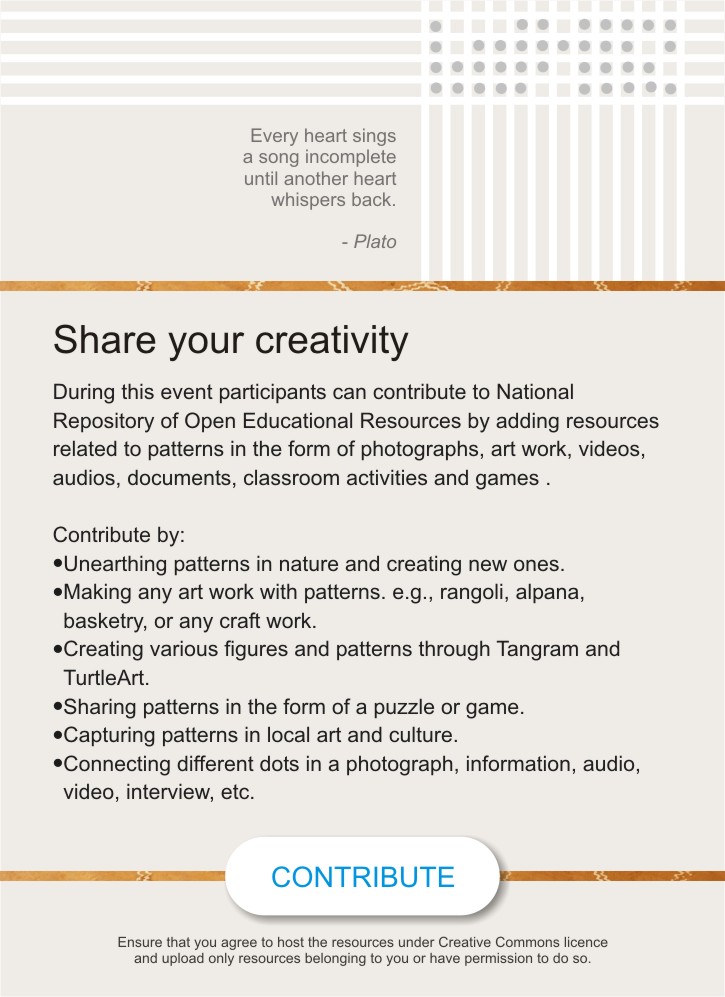 Every heart sings
a song incomplete
until another heart
whispers back.
- Plato
Share your creativity
During this event participants can contribute to National
Repository of Open Educational Resources by adding resources
related to patterns in the form of photographs, art work, videos,
audios, documents, classroom activities and games .
Contribute by:
•Unearthing patterns in nature and creating new ones.
•Making any art work with patterns. e.g., rangoli, alpana,
basketry, or any craft work.
•Creating various figures and patterns through Tangram and
TurtleArt.
•Sharing patterns in the form of a puzzle or game.
•Capturing patterns in local art and culture.
•Connecting different dots in a photograph, information, audio,
video, interview, etc.
CONTRIBUTE
Ensure that you agree to host the resources under Creative Commons licence
and upload only resources belonging to you or have permission to do so.